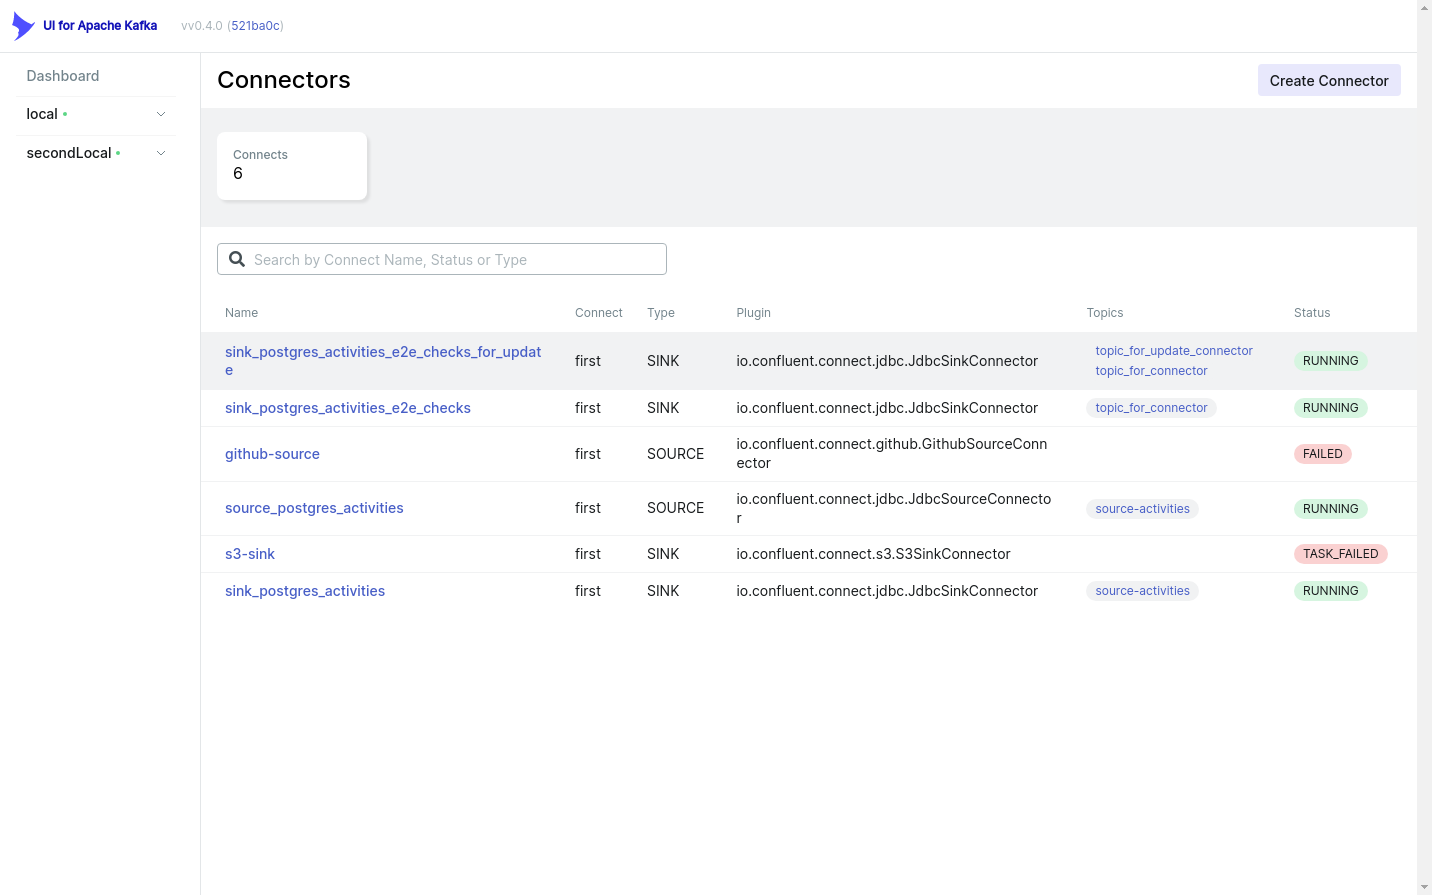 UI for Apache Kafka vv0.4.0 (521ba0c)
Dashboard
local
secondLocal
Connectors
Create Connector
Connects
6
Search by Connect Name, Status or Type
Name Connect Type Plugin Topics Status
sink_postgres_activities_e2e_checks_for_updat
e
first SINK io.confluent.connect.jdbc.JdbcSinkConnector
topic_for_update_connector
topic_for_connector
RUNNING
sink_postgres_activities_e2e_checks first SINK io.confluent.connect.jdbc.JdbcSinkConnector topic_for_connector RUNNING
github-source first SOURCE
io.confluent.connect.github.GithubSourceConn
ector
FAILED
source_postgres_activities first SOURCE
io.confluent.connect.jdbc.JdbcSourceConnecto
r
source-activities RUNNING
s3-sink first SINK io.confluent.connect.s3.S3SinkConnector TASK_FAILED
sink_postgres_activities first SINK io.confluent.connect.jdbc.JdbcSinkConnector source-activities RUNNING